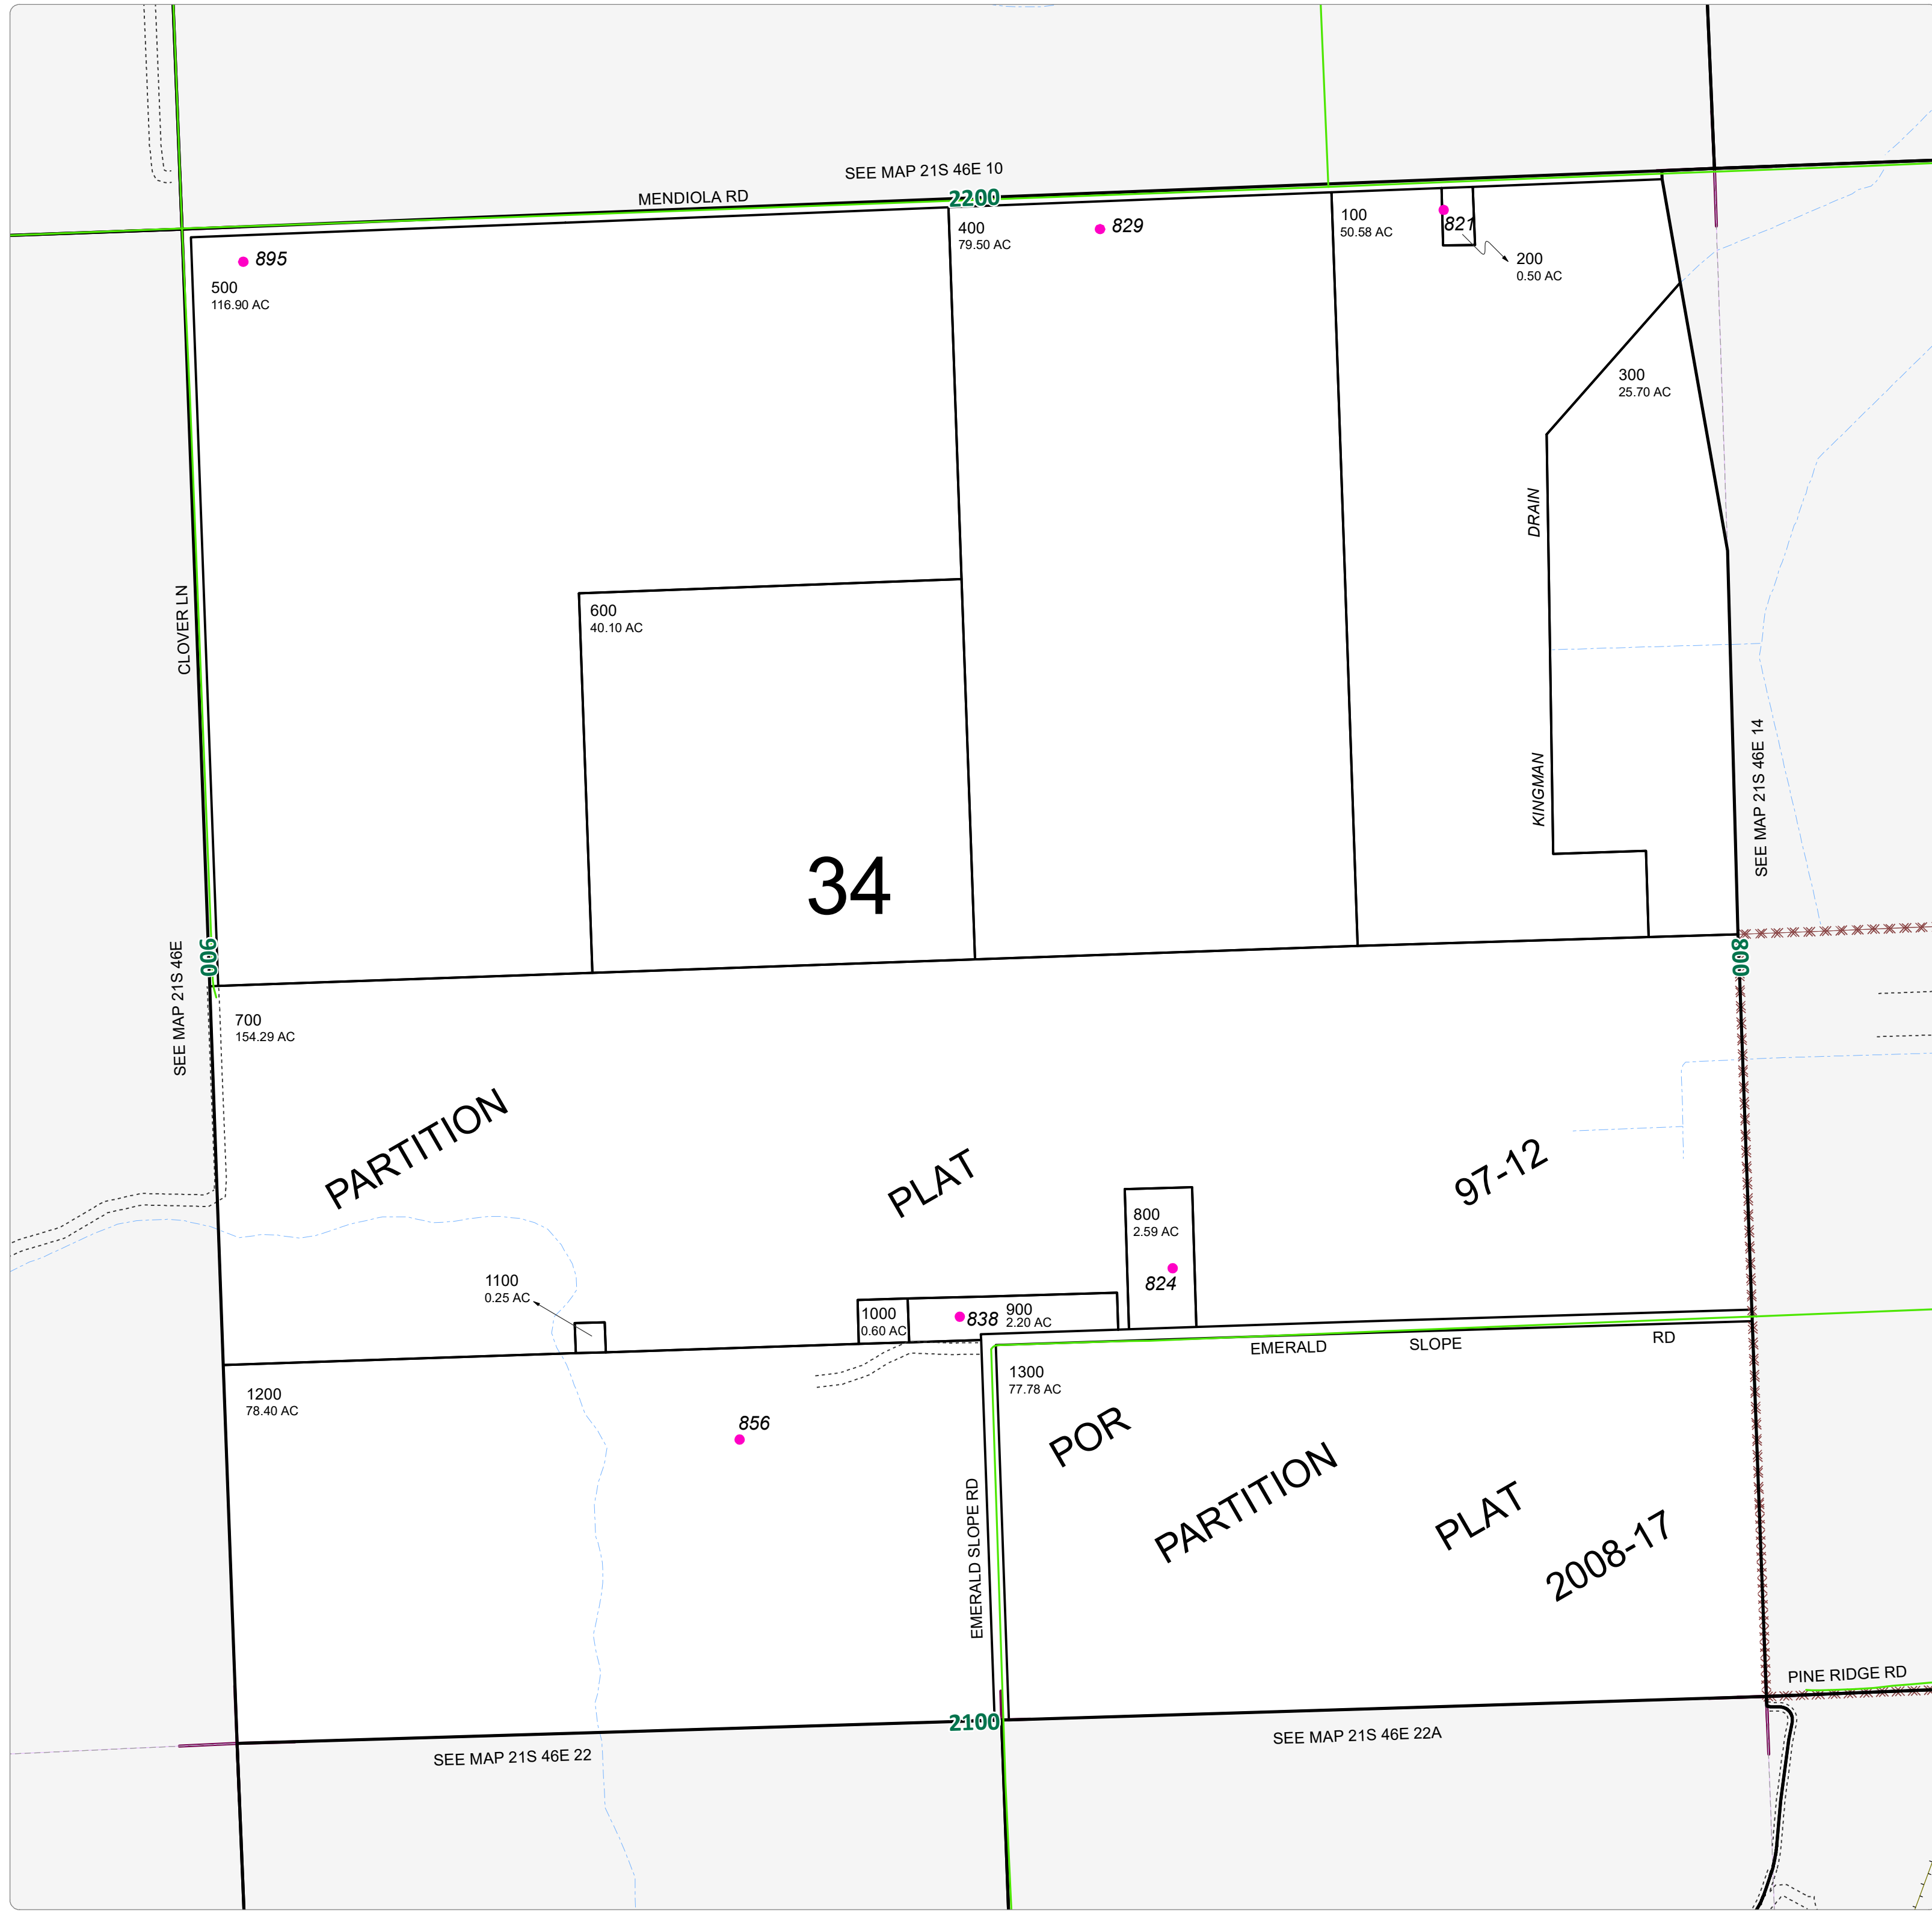 SEE MAP 21S 46E 10
MENDIOLA RD
2200
895
500
116.90 AC
400
79.50 AC
829
100
50.58 AC
821
200
0.50 AC
300
25.70 AC
DRAIN
KINGMAN
CLOVER LN
600
40.10 AC
34
SEE MAP 21S 46E 14
SEE MAP 21S 46E
900
800
700
154.29 AC
PARTITION
PLAT
97-12
800
2.59 AC
824
1100
0.25 AC
1000
0.60 AC
838
900
2.20 AC
EMERALD SLOPE RD
1200
78.40 AC
856
1300
77.78 AC
POR
PARTITION
PLAT
2008-17
EMERALD SLOPE RD
PINE RIDGE RD
2100
SEE MAP 21S 46E 22
SEE MAP 21S 46E 22A